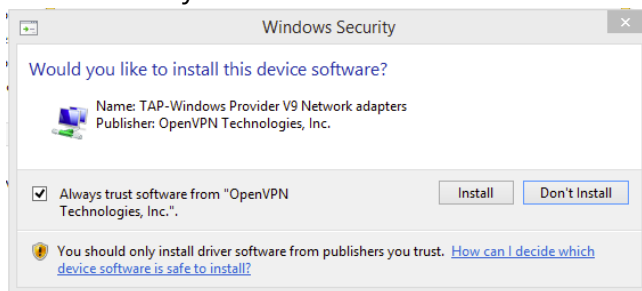 Windows Security
Would you like to install this device software?
Name: TAP-Windows Provider V9 Network adapters
Publisher: OpenVPN Technologies, Inc.
Always trust software from "OpenVPN
Technologies, Inc.".
Install
Don't Install
You should only install driver software from publishers you trust. How can I decide which
device software is safe to install?